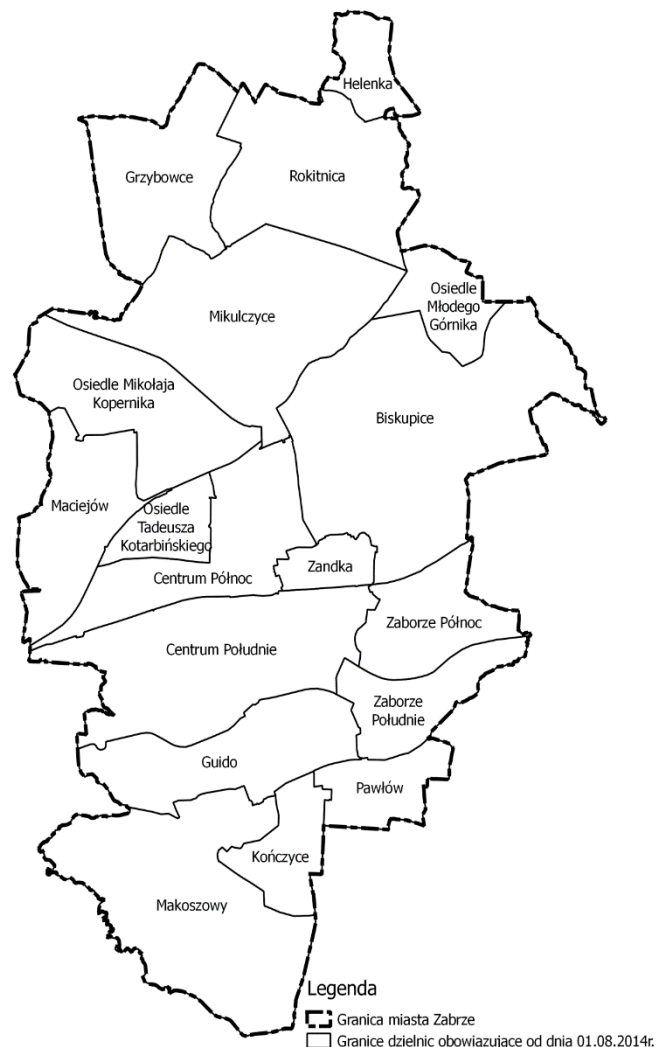 Helenka
Grzybowce
Rokitnica
Osiedle
Młodego
Górnika
Mikulczyce
Osiedle Mikołaja
Kopernika
Biskupice
Maciejów
Osiedle
Tadeusza
Kotarbińskiego
Zandka
Centrum Północ
Zaborze Północ
Centrum Południe
Zaborze
Południe
Guido
Pawłów
Kończyce
Makoszowy
Legenda
Granica miasta Zabrze
Granice dzielnic obowiązujące od dnia 01.08.2014r.